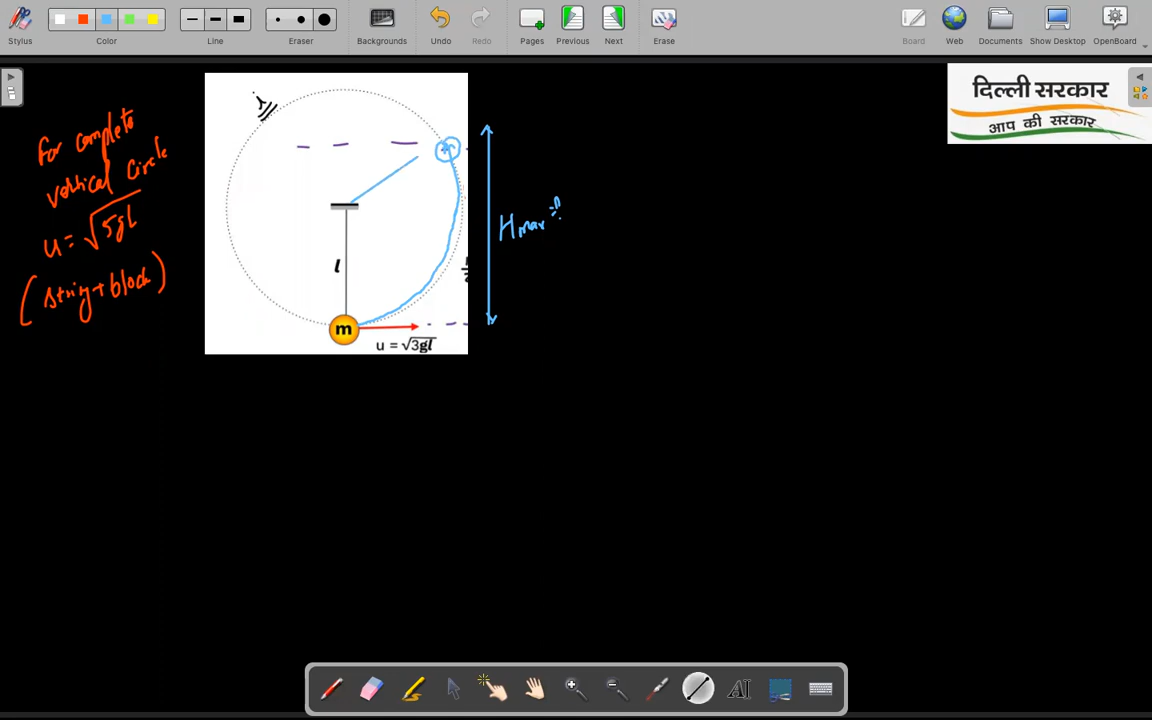 Stylus
Color
Line
Eraser
Backgrounds
Undo
Redo
Pages
Previous
Next
Erase
Board
Web
Documents
Show Desktop
OpenBoard
दिल्ली सरकार
आप की सरकार
for complete
vertical circle
u = √5gl
(string + block)
l
m
u = √3gl
Hmax
AI